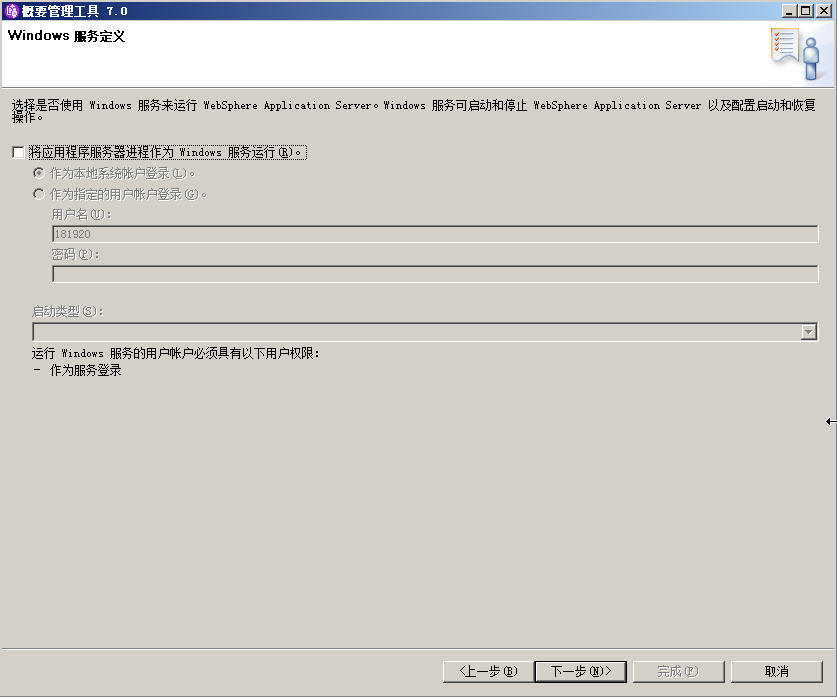 概要管理工具 7.0
Windows 服务定义
选择是否使用 Windows 服务来运行 WebSphere Application Server。Windows 服务可启动和停止 WebSphere Application Server 以及配置启动和恢复
操作。
将应用程序服务器进程作为 Windows 服务运行(R)。
作为本地系统帐户登录(L)。
作为指定的用户帐户登录(G)。
用户名(U):
181920
密码(P):
启动类型(S):
运行 Windows 服务的用户帐户必须具有以下用户权限:
- 作为服务登录
<上一步(B) 下一步(N)> 完成(F) 取消